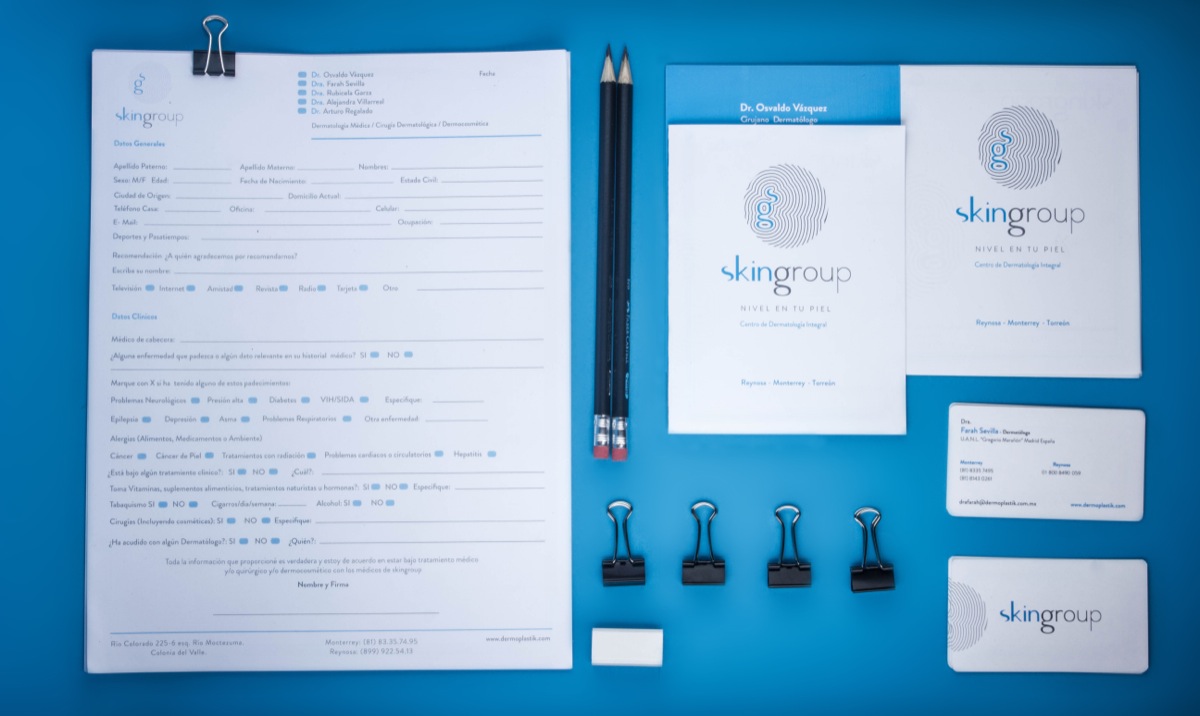 gs
skingroup
Dr. Osvaldo Vázquez
Dra. Farah Sevilla
Dra. Rubicela Garza
Dra. Alejandra Villarreal
Dr. Arturo Regalado
Fecha
Dermatología Médica / Cirugía Dermatológica / Dermocosmética
Datos Generales
Apellido Paterno: Apellido Materno: Nombres:
Sexo: M/F Edad: Fecha de Nacimiento: Estado Civil:
Ciudad de Origen: Domicilio Actual:
Teléfono Casa: Oficina: Celular:
E- Mail: Ocupación:
Deportes y Pasatiempos:
Recomendación: ¿A quién agradecemos por recomendarnos?
Escriba su nombre:
Televisión Internet Amistad Revista Radio Tarjeta Otro
Datos Clínicos
Médico de cabecera:
¿Alguna enfermedad que padezca o algún dato relevante en su historial médico? SI NO
Marque con X si ha tenido alguno de estos padecimientos:
Problemas Neurológicos Presión alta Diabetes VIH/SIDA Especifique:
Epilepsia Depresión Asma Problemas Respiratorios Otra enfermedad
Alergias (Alimentos, Medicamentos o Ambiente)
Cáncer Cáncer de Piel Tratamientos con radiación Problemas cardiacos o circulatorios Hepatitis
¿Está bajo algún tratamiento clínico?: SI NO ¿Cuál?:
Toma Vitaminas, suplementos alimenticios, tratamientos naturistas u hormonas?: SI NO Especifique:
Tabaquismo SI NO Cigarros/día/semana: Alcohol: SI NO
Cirugías (Incluyendo cosméticas): SI NO Especifique:
¿Ha acudido con algún Dermatólogo?: SI NO ¿Quién?:
Toda la información que proporcioné es verdadera y estoy de acuerdo en estar bajo tratamiento médico
y/o quirúrgico y/o dermocosmético con los médicos de skingroup
Nombre y Firma
Río Colorado 225-6 esq. Río Moctezuma.
Colonia del Valle.
Monterrey: (81) 83.35.74.95
Reynosa: (899) 922.54.13
www.dermoplastik.com
Dr. Osvaldo Vázquez
Cirujano Dermatólogo
gs
skingroup
NIVEL EN TU PIEL
Centro de Dermatología Integral
Reynosa - Monterrey - Torreón
gs
skingroup
NIVEL EN TU PIEL
Centro de Dermatología Integral
Reynosa - Monterrey - Torreón
Dra.
Farah Sevilla - Dermatóloga
U.A.N.L. "Gregorio Marañón" Madrid España
Monterrey
(81) 8335.7495
(81) 8143.0381
Reynosa
01 800 8490 058
drafarah@dermoplastik.com.mx
www.dermoplastik.com
skingroup